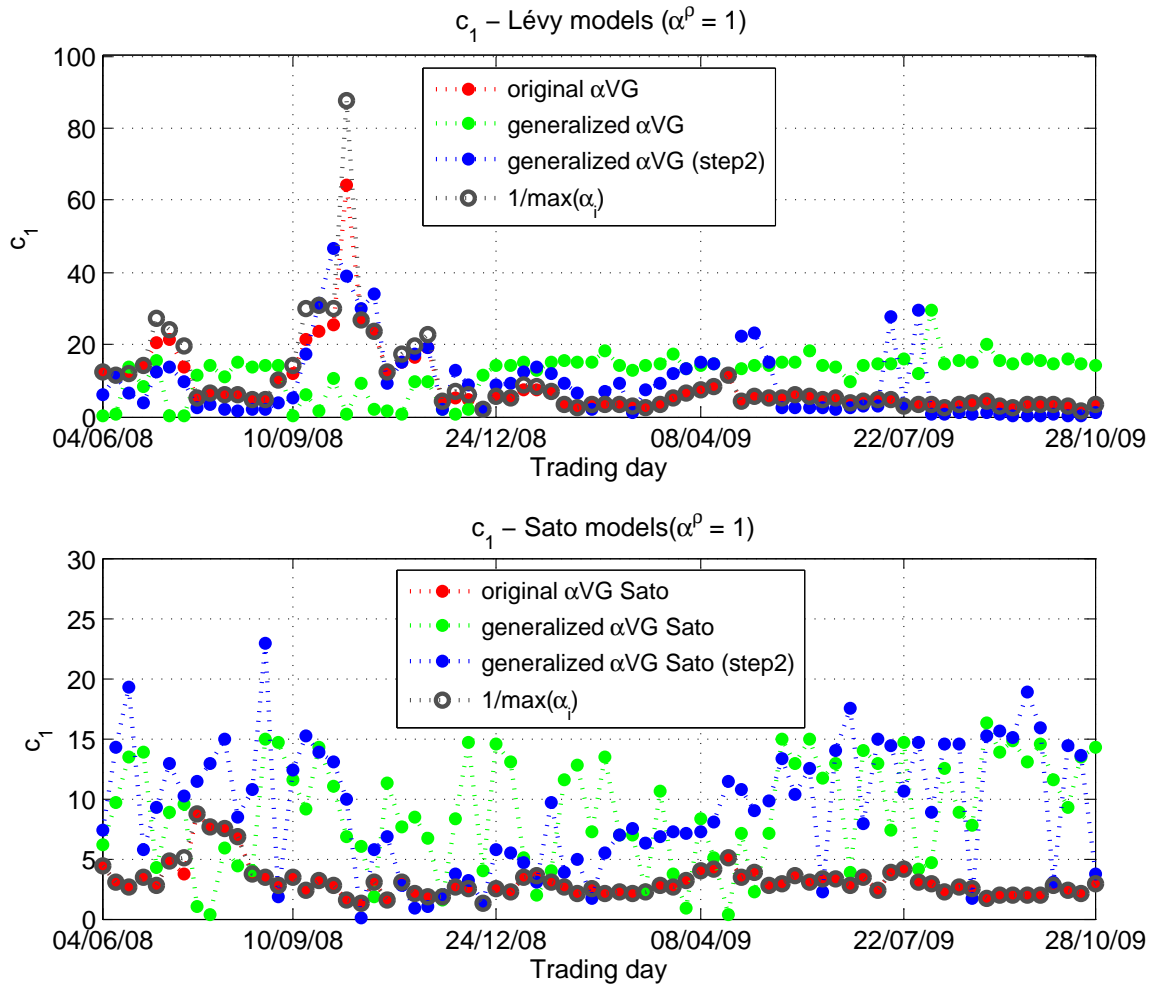 c₁ − Lévy models (αᵖ = 1)
100
80
60
40
20
0
c₁
original αVG
generalized αVG
generalized αVG (step2)
1/max(αᵢ)
04/06/08 10/09/08 24/12/08 08/04/09 22/07/09 28/10/09
Trading day
c₁ − Sato models(αᵖ = 1)
30
25
20
15
10
5
0
c₁
original αVG Sato
generalized αVG Sato
generalized αVG Sato (step2)
1/max(αᵢ)
04/06/08 10/09/08 24/12/08 08/04/09 22/07/09 28/10/09
Trading day